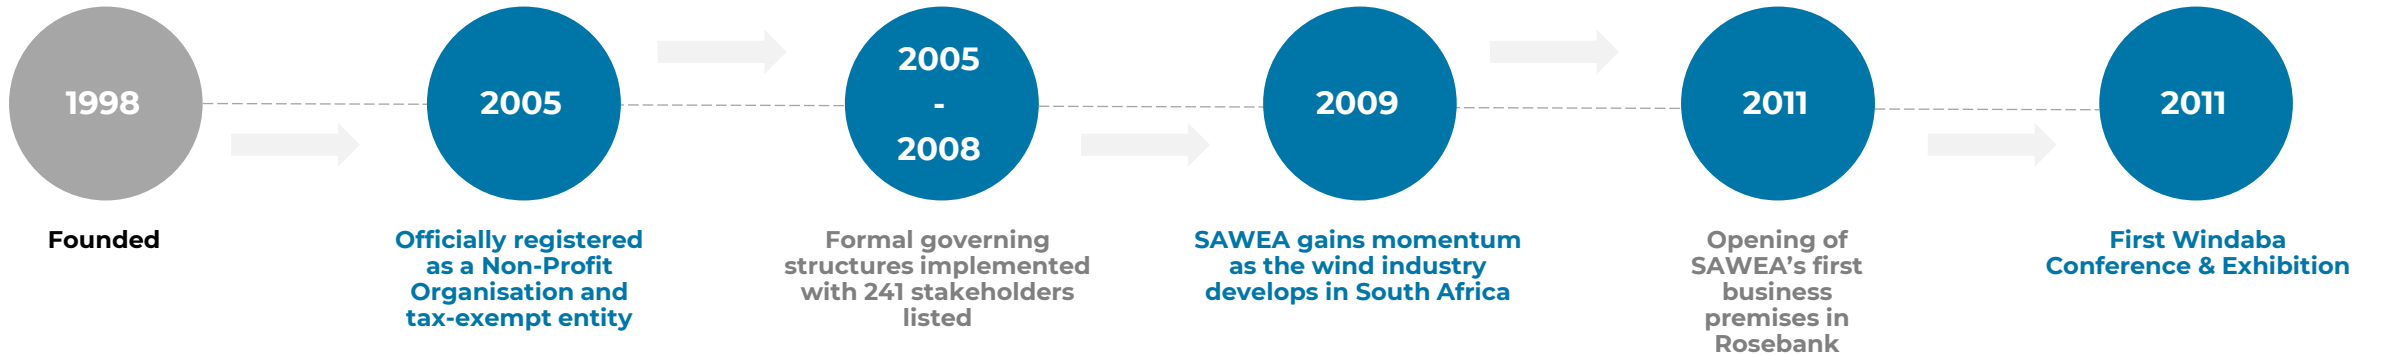 1998
Founded
2005
Officially registered
as a Non-Profit
Organisation and
tax-exempt entity
2005
-
2008
Formal governing
structures implemented
with 241 stakeholders
listed
2009
SAWEA gains momentum
as the wind industry
develops in South Africa
2011
Opening of
SAWEA’s first
business
premises in
Rosebank
2011
First Windaba
Conference & Exhibition